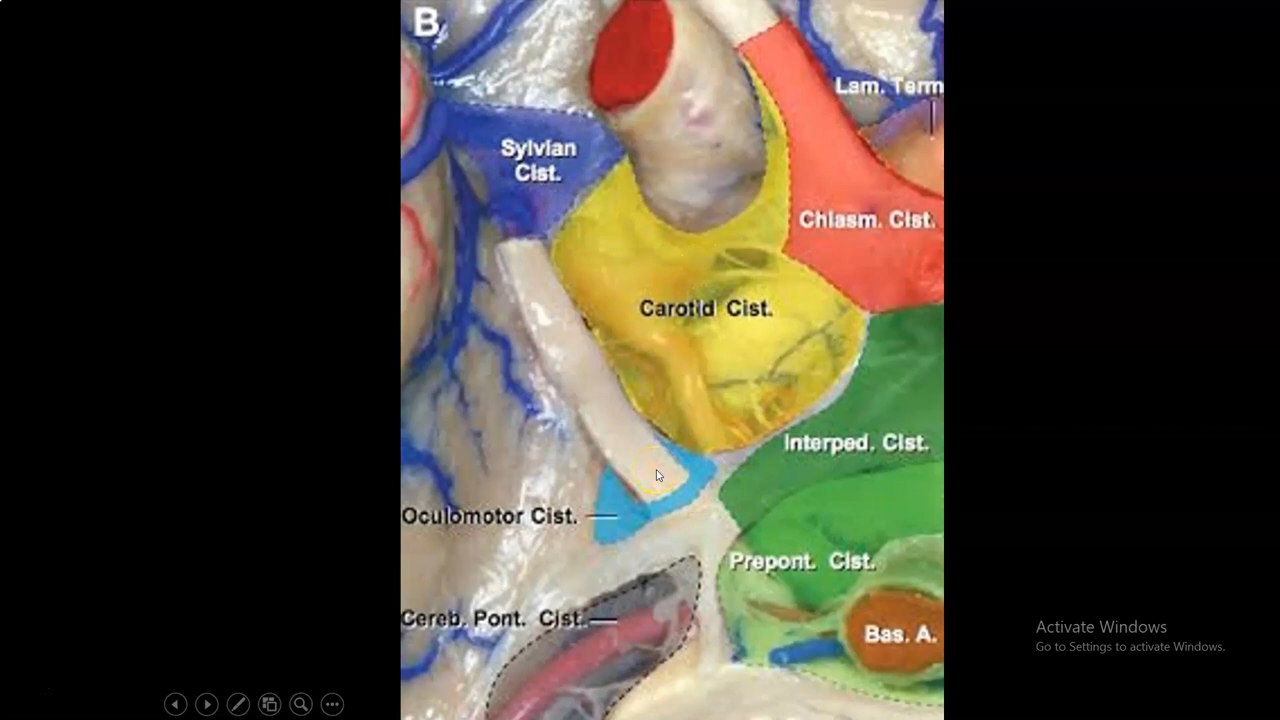 B
Lam. Term
Sylvian
Cist.
Chiasm. Cist.
Carotid Cist.
Interped. Cist.
Oculomotor Cist.
Prepont. Cist.
Cereb. Pont. Cist.
Bas. A.
Activate Windows
Go to Settings to activate Windows.